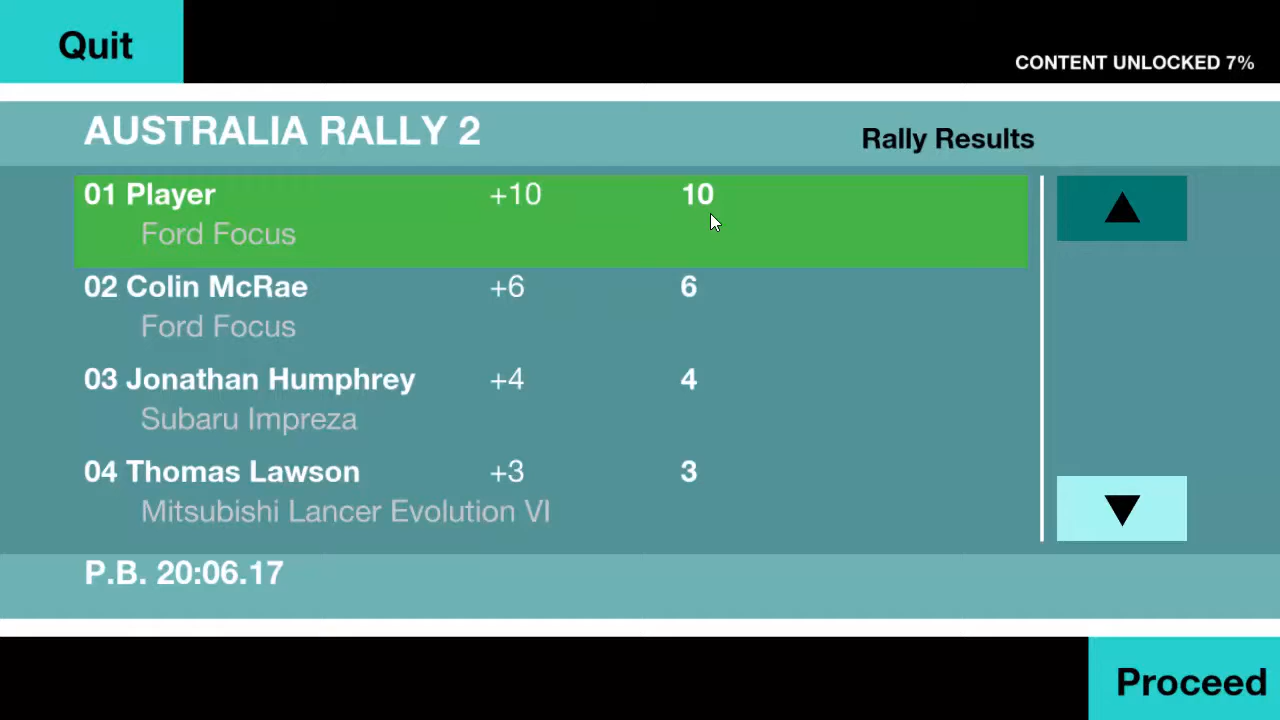 Quit
CONTENT UNLOCKED 7%
AUSTRALIA RALLY 2 Rally Results
01 Player +10 10
Ford Focus
02 Colin McRae +6 6
Ford Focus
03 Jonathan Humphrey +4 4
Subaru Impreza
04 Thomas Lawson +3 3
Mitsubishi Lancer Evolution VI
P.B. 20:06.17
Proceed